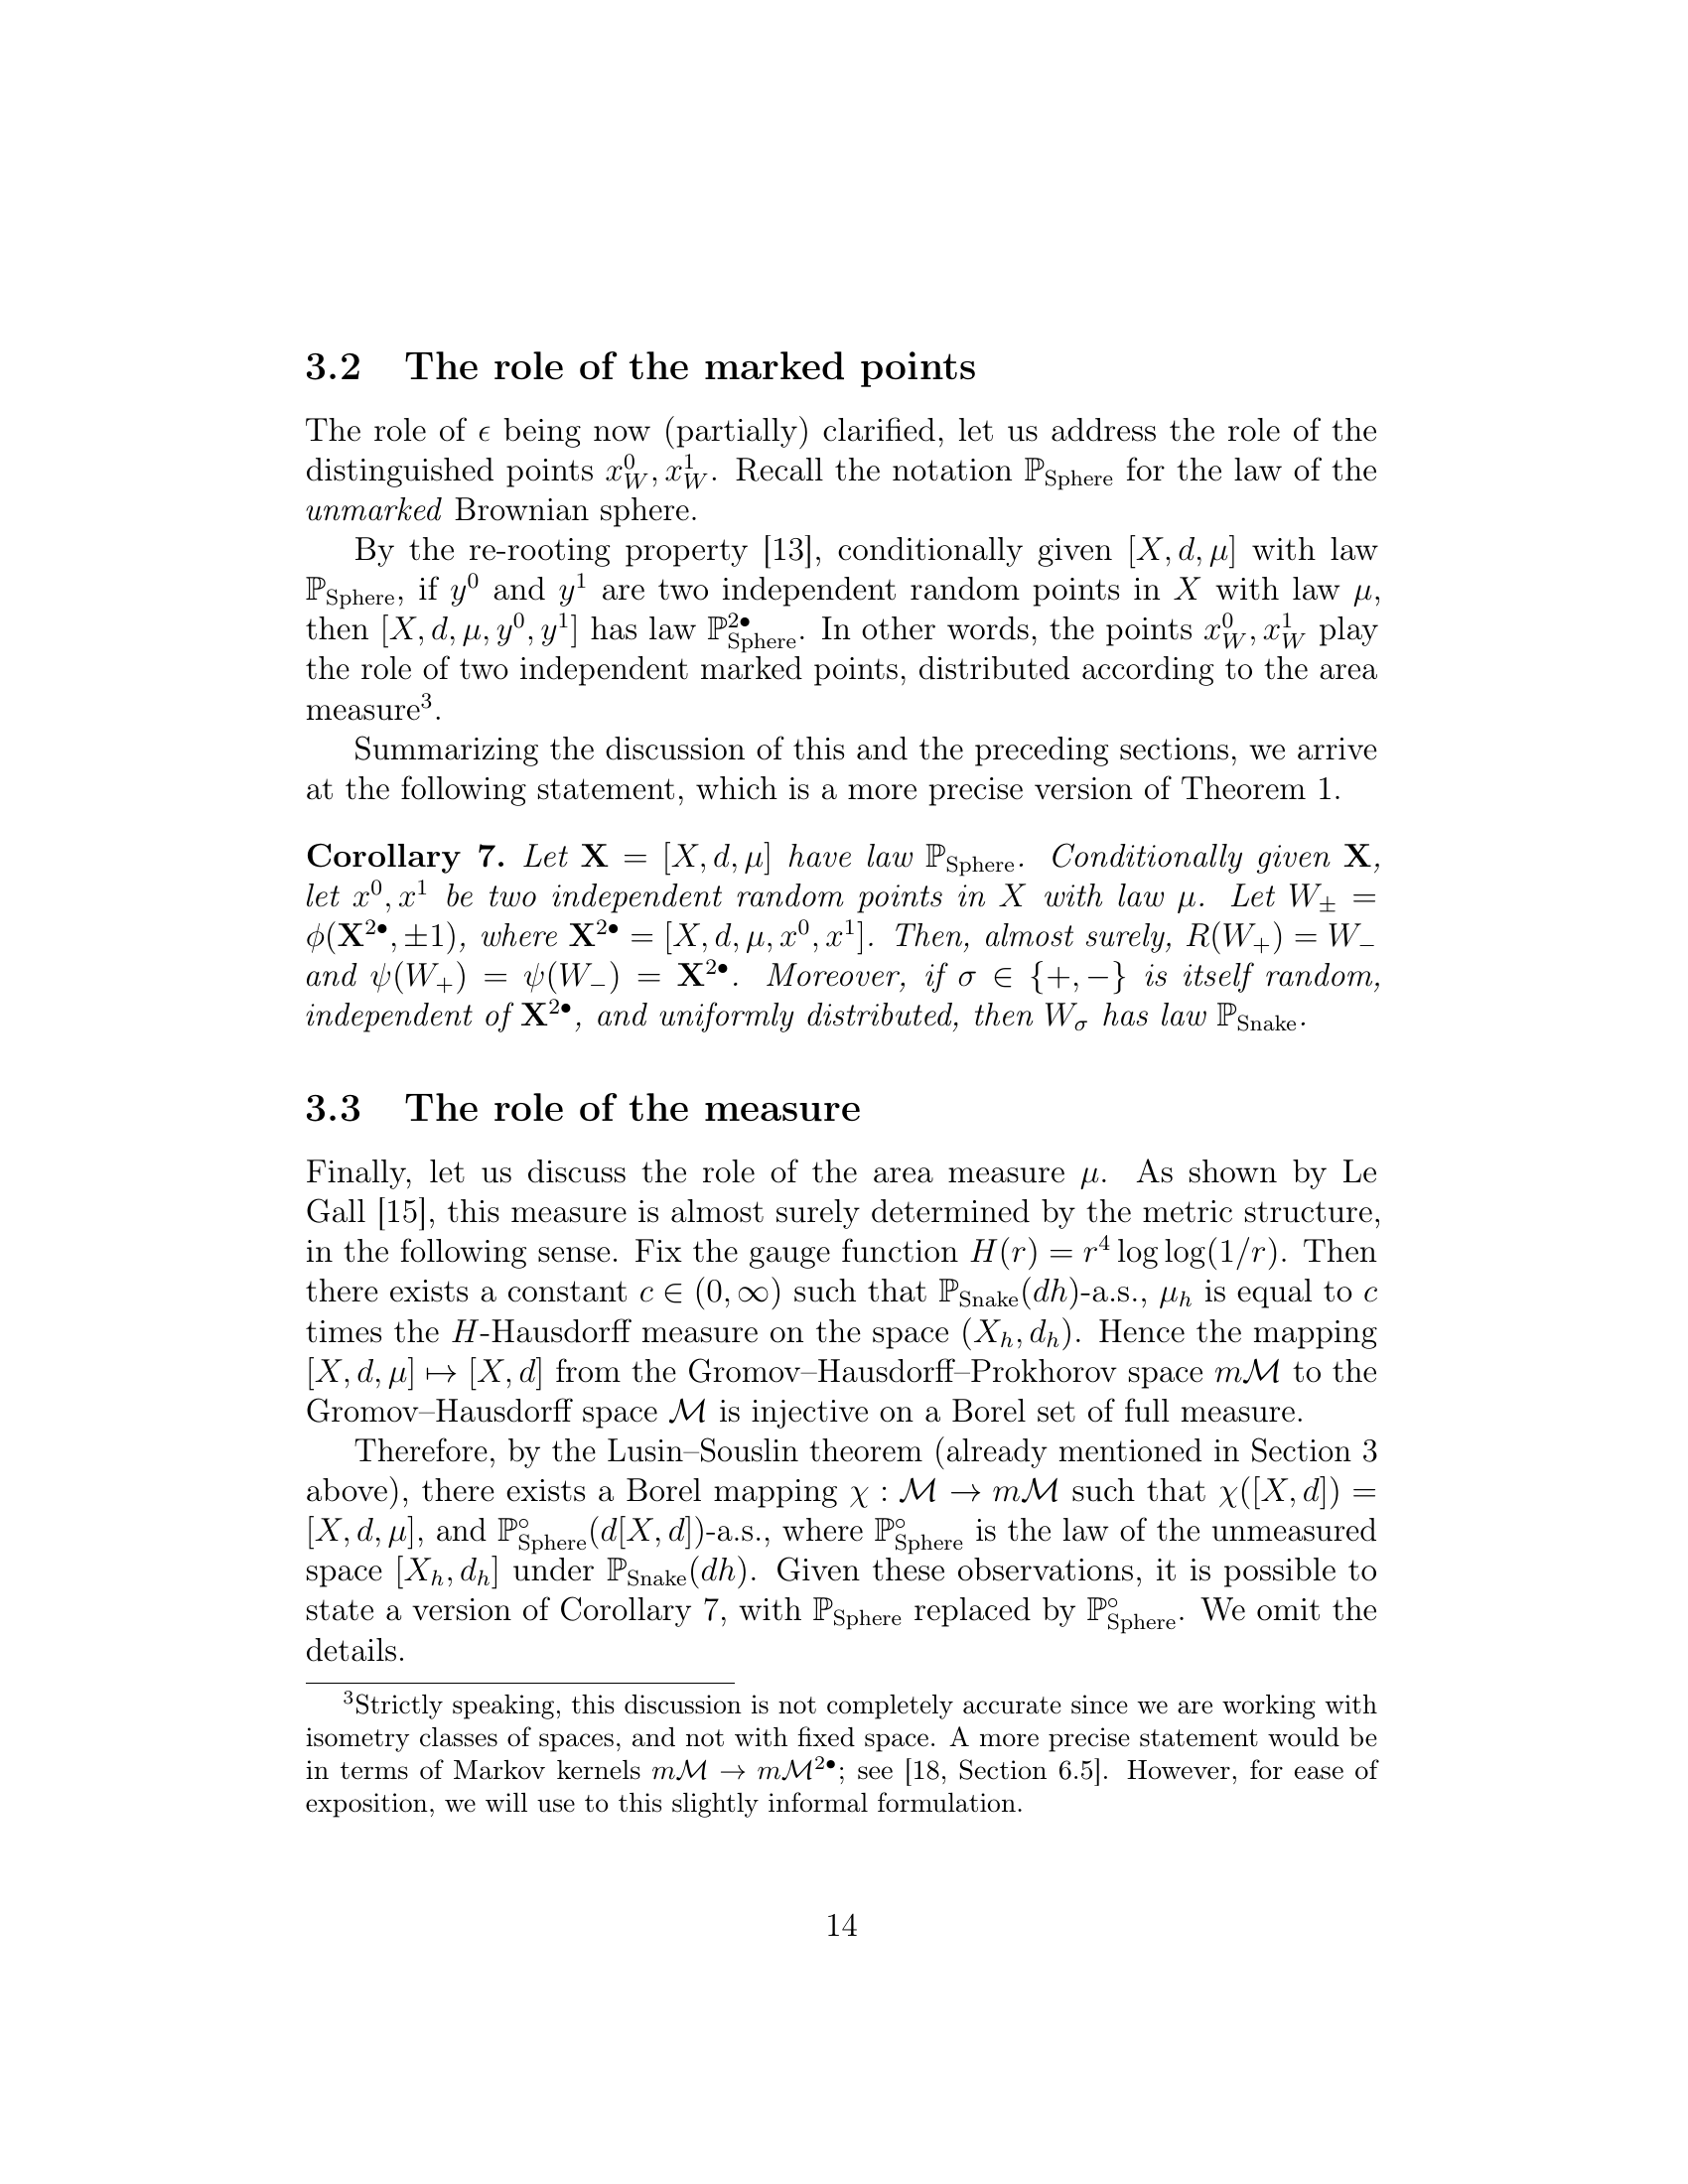 3.2 The role of the marked points
The role of ϵ being now (partially) clarified, let us address the role of the
distinguished points $x^0_W, x^1_W$. Recall the notation $\mathbb{P}_{\text{Sphere}}$ for the law of the
unmarked Brownian sphere.
By the re-rooting property [13], conditionally given $[X, d, \mu]$ with law
$\mathbb{P}_{\text{Sphere}}$, if $y^0$ and $y^1$ are two independent random points in $X$ with law $\mu$,
then $[X, d, \mu, y^0, y^1]$ has law $\mathbb{P}^{2\bullet}_{\text{Sphere}}$. In other words, the points $x^0_W, x^1_W$ play
the role of two independent marked points, distributed according to the area
measure³.
Summarizing the discussion of this and the preceding sections, we arrive
at the following statement, which is a more precise version of Theorem 1.
Corollary 7. Let $\mathbf{X} = [X, d, \mu]$ have law $\mathbb{P}_{\text{Sphere}}$. Conditionally given $\mathbf{X}$,
let $x^0, x^1$ be two independent random points in $X$ with law $\mu$. Let $W_\pm =$
$\phi(\mathbf{X}^{2\bullet}, \pm 1)$, where $\mathbf{X}^{2\bullet} = [X, d, \mu, x^0, x^1]$. Then, almost surely, $R(W_+) = W_-$
and $\psi(W_+) = \psi(W_-) = \mathbf{X}^{2\bullet}$. Moreover, if $\sigma \in \{+, -\}$ is itself random,
independent of $\mathbf{X}^{2\bullet}$, and uniformly distributed, then $W_\sigma$ has law $\mathbb{P}_{\text{Snake}}$.
3.3 The role of the measure
Finally, let us discuss the role of the area measure $\mu$. As shown by Le
Gall [15], this measure is almost surely determined by the metric structure,
in the following sense. Fix the gauge function $H(r) = r^4 \log\log(1/r)$. Then
there exists a constant $c \in (0, \infty)$ such that $\mathbb{P}_{\text{Snake}}(dh)$-a.s., $\mu_h$ is equal to $c$
times the $H$-Hausdorff measure on the space $(X_h, d_h)$. Hence the mapping
$[X, d, \mu] \mapsto [X, d]$ from the Gromov–Hausdorff–Prokhorov space $m\mathcal{M}$ to the
Gromov–Hausdorff space $\mathcal{M}$ is injective on a Borel set of full measure.
Therefore, by the Lusin–Souslin theorem (already mentioned in Section 3
above), there exists a Borel mapping $\chi : \mathcal{M} \to m\mathcal{M}$ such that $\chi([X, d]) =$
$[X, d, \mu]$, and $\mathbb{P}^\circ_{\text{Sphere}}(d[X, d])$-a.s., where $\mathbb{P}^\circ_{\text{Sphere}}$ is the law of the unmeasured
space $[X_h, d_h]$ under $\mathbb{P}_{\text{Snake}}(dh)$. Given these observations, it is possible to
state a version of Corollary 7, with $\mathbb{P}_{\text{Sphere}}$ replaced by $\mathbb{P}^\circ_{\text{Sphere}}$. We omit the
details.
³Strictly speaking, this discussion is not completely accurate since we are working with
isometry classes of spaces, and not with fixed space. A more precise statement would be
in terms of Markov kernels $m\mathcal{M} \to m\mathcal{M}^{2\bullet}$; see [18, Section 6.5]. However, for ease of
exposition, we will use to this slightly informal formulation.
14